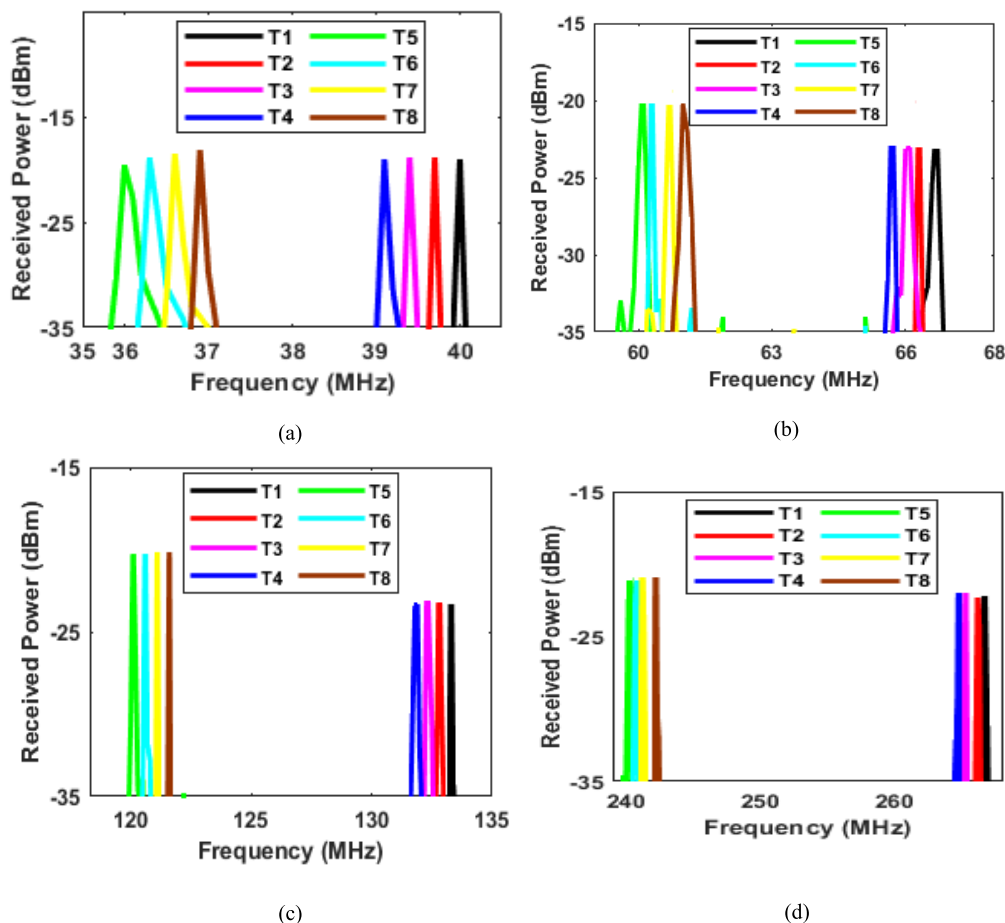 T1 T5
T2 T6
T3 T7
T4 T8
-15
-25
-35
Received Power (dBm)
35 36 37 38 39 40
Frequency (MHz)
(a)
T1 T5
T2 T6
T3 T7
T4 T8
-15
-20
-25
-30
-35
Received Power (dBm)
60 63 66 68
Frequency (MHz)
(b)
T1 T5
T2 T6
T3 T7
T4 T8
-15
-25
-35
Received Power (dBm)
120 125 130 135
Frequency (MHz)
(c)
T1 T5
T2 T6
T3 T7
T4 T8
-15
-25
-35
Received Power (dBm)
240 250 260
Frequency (MHz)
(d)